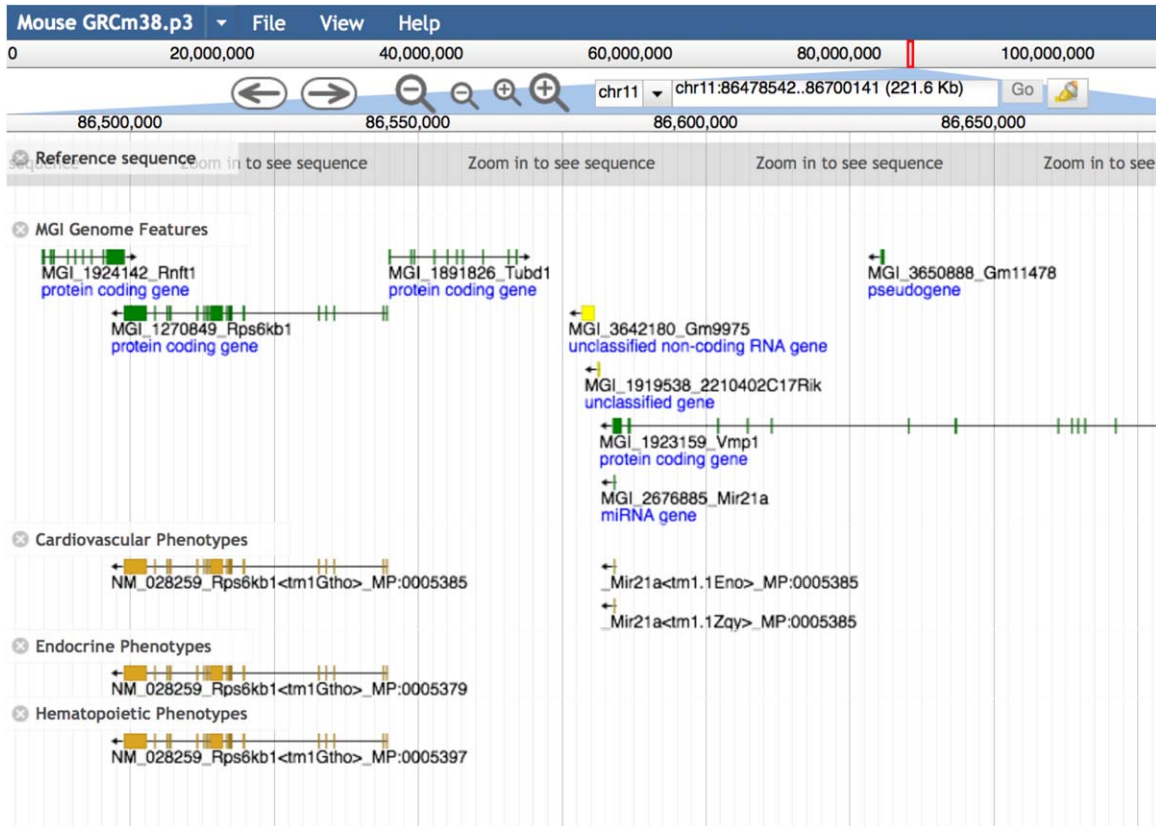 Mouse GRCm38.p3 File View Help
0 20,000,000 40,000,000 60,000,000 80,000,000 100,000,000
chr11 chr11:86478542..86700141 (221.6 Kb) Go
86,500,000 86,550,000 86,600,000 86,650,000
Reference sequence Zoom in to see sequence Zoom in to see sequence Zoom in to see sequence Zoom in to see
MGI Genome Features
MGI_1924142_Rnft1 MGI_1891826_Tubd1 MGI_3650888_Gm11478
protein coding gene protein coding gene pseudogene
MGI_1270849_Rps6kb1 MGI_3642180_Gm9975
protein coding gene unclassified non-coding RNA gene
MGI_1919538_2210402C17Rik
unclassified gene
MGI_1923159_Vmp1
protein coding gene
MGI_2676885_Mir21a
miRNA gene
Cardiovascular Phenotypes
NM_028259_Rps6kb1<tm1Gtho>_MP:0005385 _Mir21a<tm1.1Eno>_MP:0005385
_Mir21a<tm1.1Zqy>_MP:0005385
Endocrine Phenotypes
NM_028259_Rps6kb1<tm1Gtho>_MP:0005379
Hematopoietic Phenotypes
NM_028259_Rps6kb1<tm1Gtho>_MP:0005397